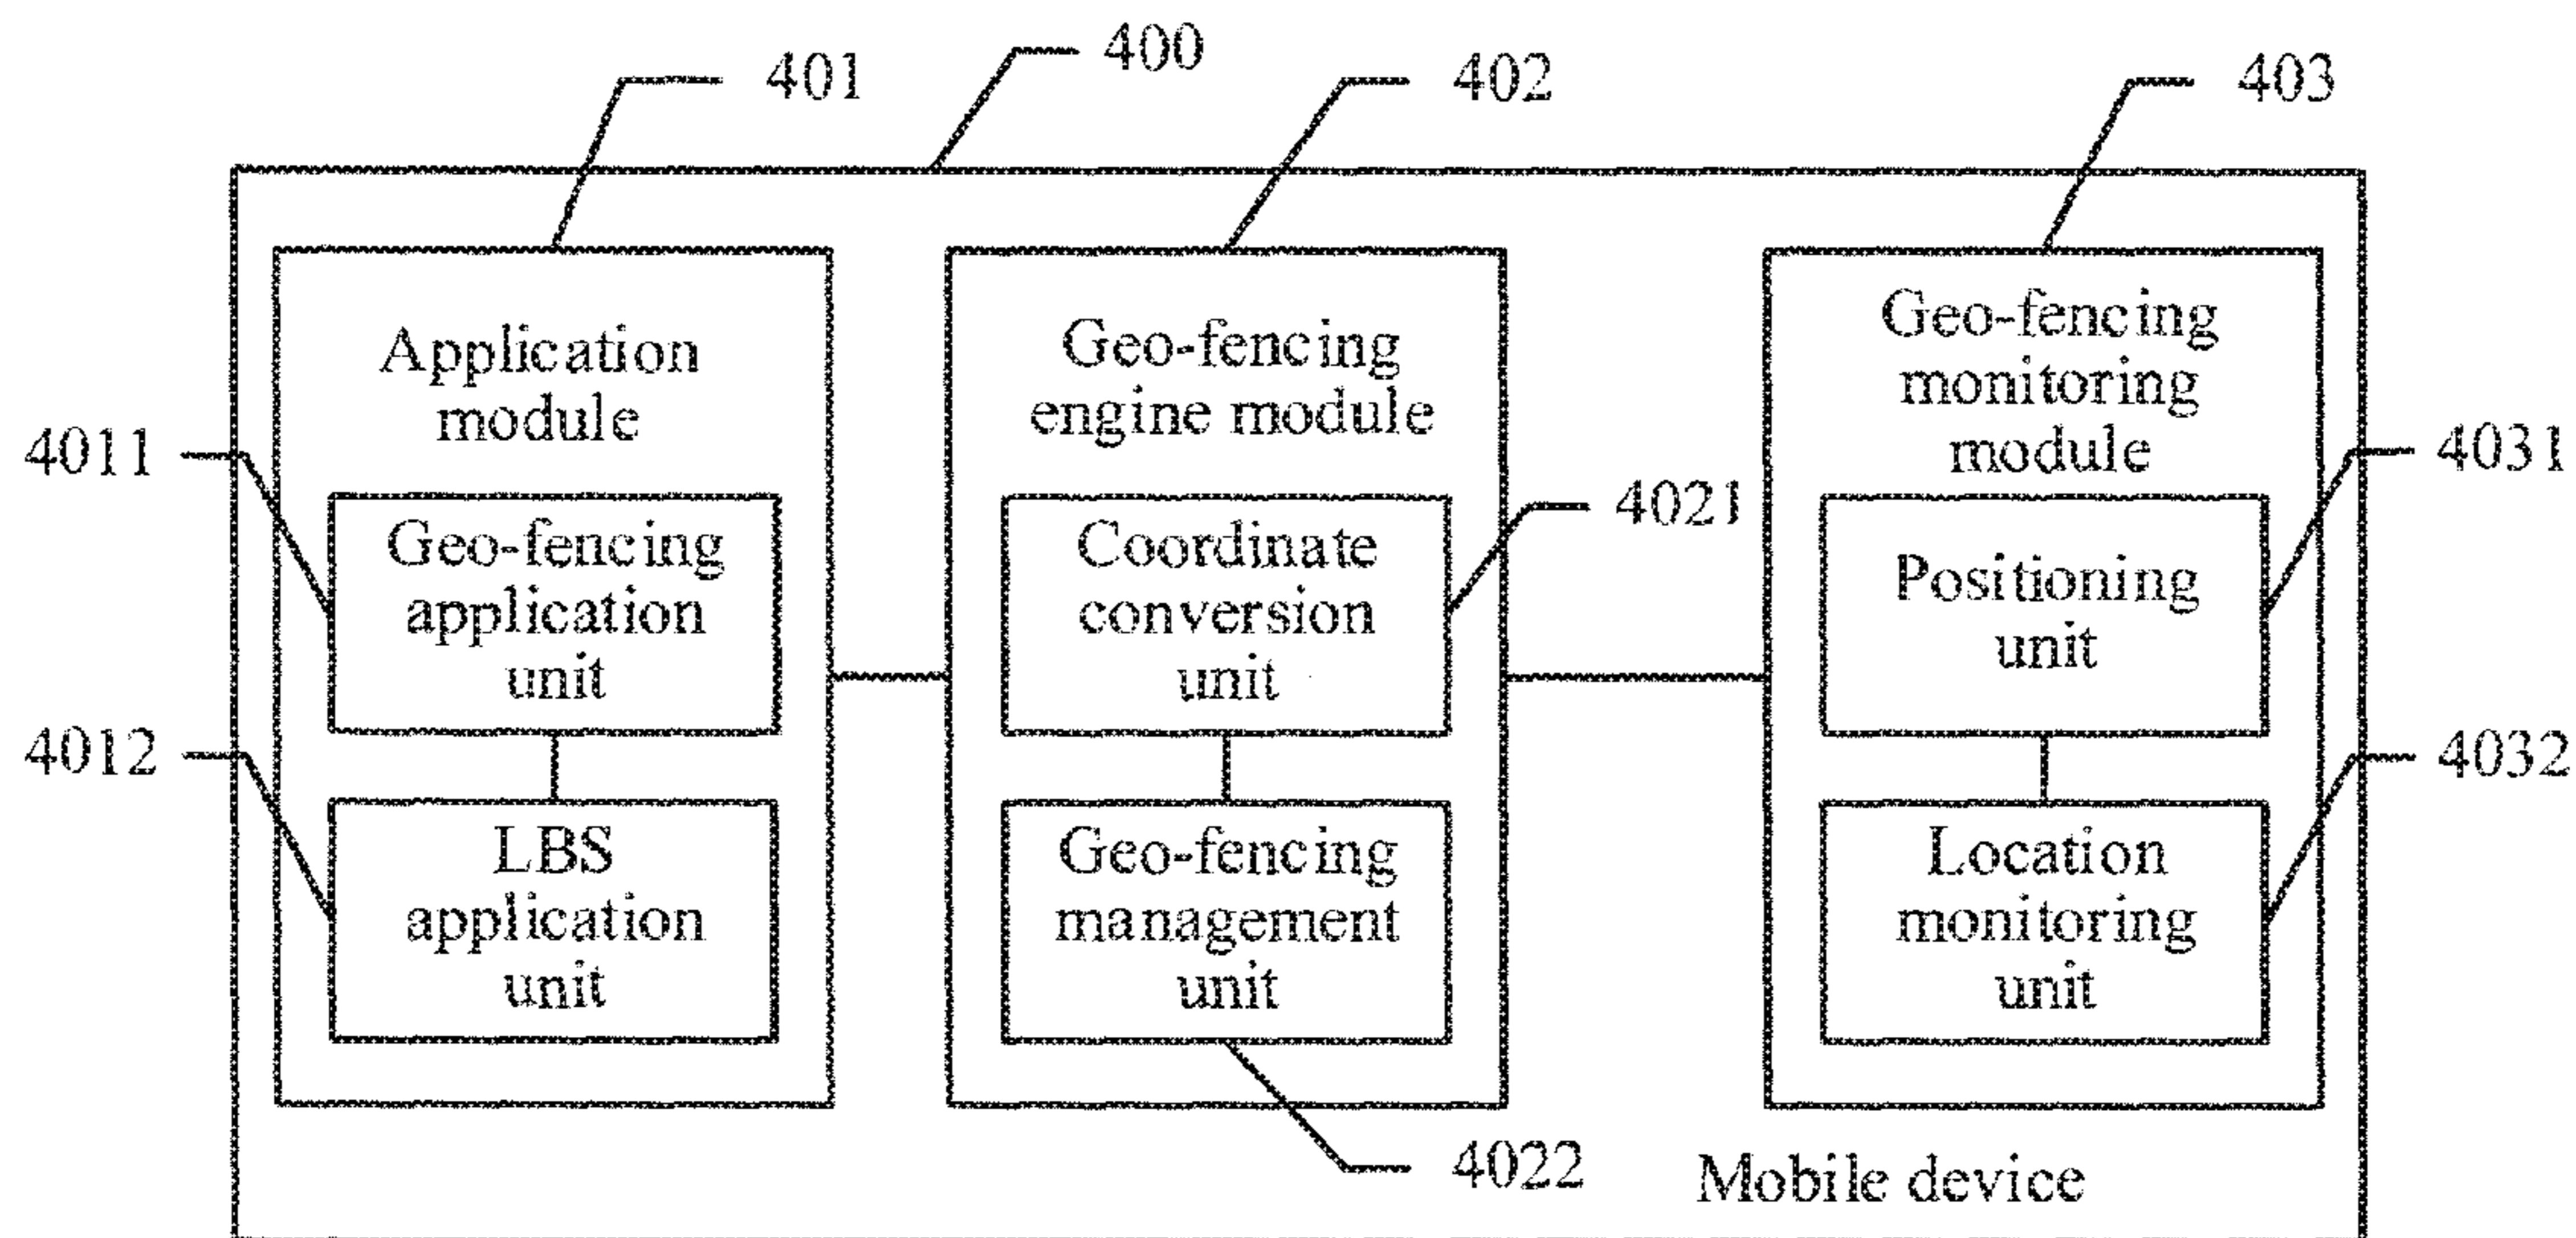 400
401
402
403
Application
module
Geo-fencing
engine module
Geo-fencing
monitoring
module
4011
4021
4031
Geo-fencing
application
unit
Coordinate
conversion
unit
Positioning
unit
4012
4032
LBS
application
unit
Geo-fencing
management
unit
Location
monitoring
unit
4022
Mobile device